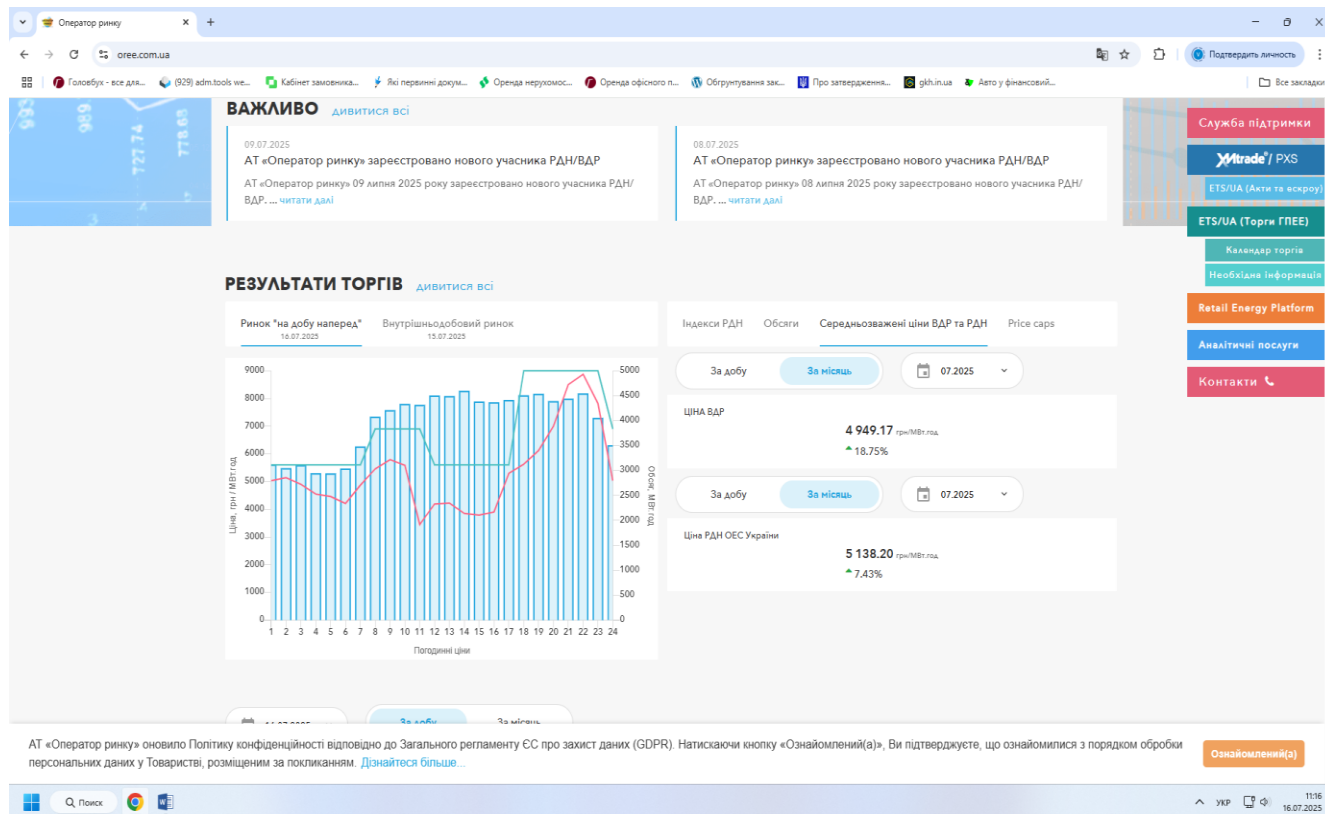 Оператор ринку
oree.com.ua
Подтвердить личность
Головбух - все для...
(929) adm.tools we...
Кабінет замовника...
Які первинні докум...
Оренда нерухомос...
Оренда офісного п...
Обґрунтування зак...
Про затвердження...
gkh.in.ua
Авто у фінансовий...
Все закладки
993
989.
727.74
778.68
ВАЖЛИВО дивитися всі
09.07.2025
АТ «Оператор ринку» зареєстровано нового учасника РДН/ВДР
АТ «Оператор ринку» 09 липня 2025 року зареєстровано нового учасника РДН/
ВДР. ... читати далі
08.07.2025
АТ «Оператор ринку» зареєстровано нового учасника РДН/ВДР
АТ «Оператор ринку» 08 липня 2025 року зареєстровано нового учасника РДН/
ВДР. ... читати далі
Служба підтримки
XMtrade®/ PXS
ETS/UA (Акти та ескроу)
ETS/UA (Торги ГПЕЕ)
Календар торгів
Необхідна інформація
Retail Energy Platform
Аналітичні послуги
Контакти
РЕЗУЛЬТАТИ ТОРГІВ дивитися всі
Ринок "на добу наперед"
16.07.2025
Внутрішньодобовий ринок
15.07.2025
9000
8000
7000
6000
5000
4000
3000
2000
1000
0
Ціна, грн / МВт.год
5000
4500
4000
3500
3000
2500
2000
1500
1000
500
0
Обсяг, МВт.год
1 2 3 4 5 6 7 8 9 10 11 12 13 14 15 16 17 18 19 20 21 22 23 24
Погодинні ціни
Індекси РДН Обсяги Середньозважені ціни ВДР та РДН Price caps
За добу За місяць 07.2025
ЦІНА ВДР
4 949.17 грн/МВт.год
18.75%
За добу За місяць 07.2025
Ціна РДН ОЕС України
5 138.20 грн/МВт.год
7.43%
За добу За місяць
АТ «Оператор ринку» оновило Політику конфіденційності відповідно до Загального регламенту ЄС про захист даних (GDPR). Натискаючи кнопку «Ознайомлений(а)», Ви підтверджуєте, що ознайомилися з порядком обробки
персональних даних у Товаристві, розміщеним за покликанням. Дізнайтеся більше...
Ознайомлений(а)
Поиск
УКР
11:16
16.07.2025